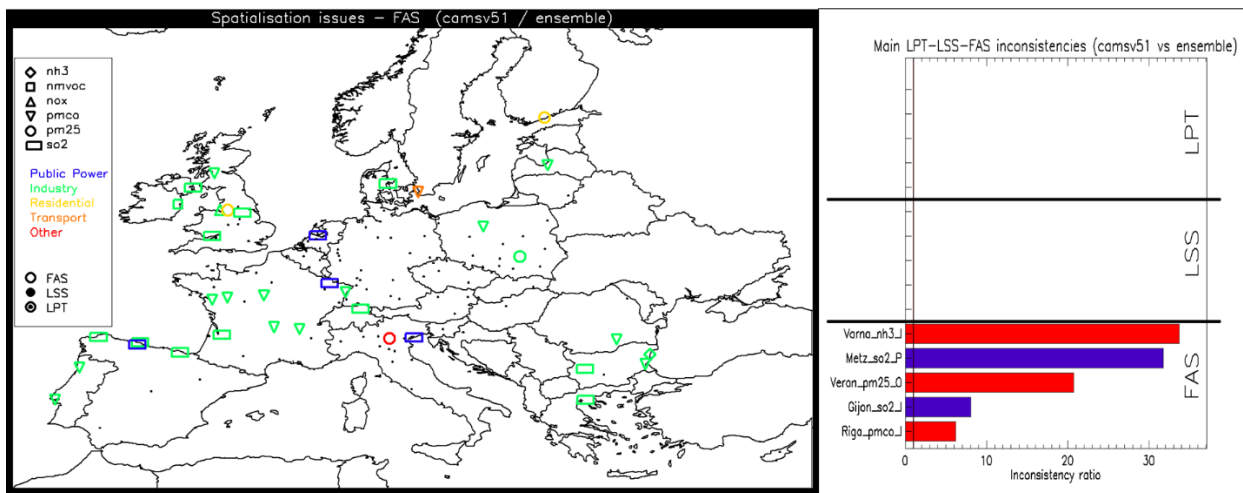 Spatialisation issues – FAS (camsv51 / ensemble)
nh3
nmvoc
nox
pmco
pm25
so2
Public Power
Industry
Residential
Transport
Other
FAS
LSS
LPT
Main LPT-LSS-FAS inconsistencies (camsv51 vs ensemble)
LPT
LSS
FAS
Varna_nh3_I
Metz_so2_P
Veron_pm25_O
Gijon_so2_I
Riga_pmco_I
0 10 20 30
Inconsistency ratio